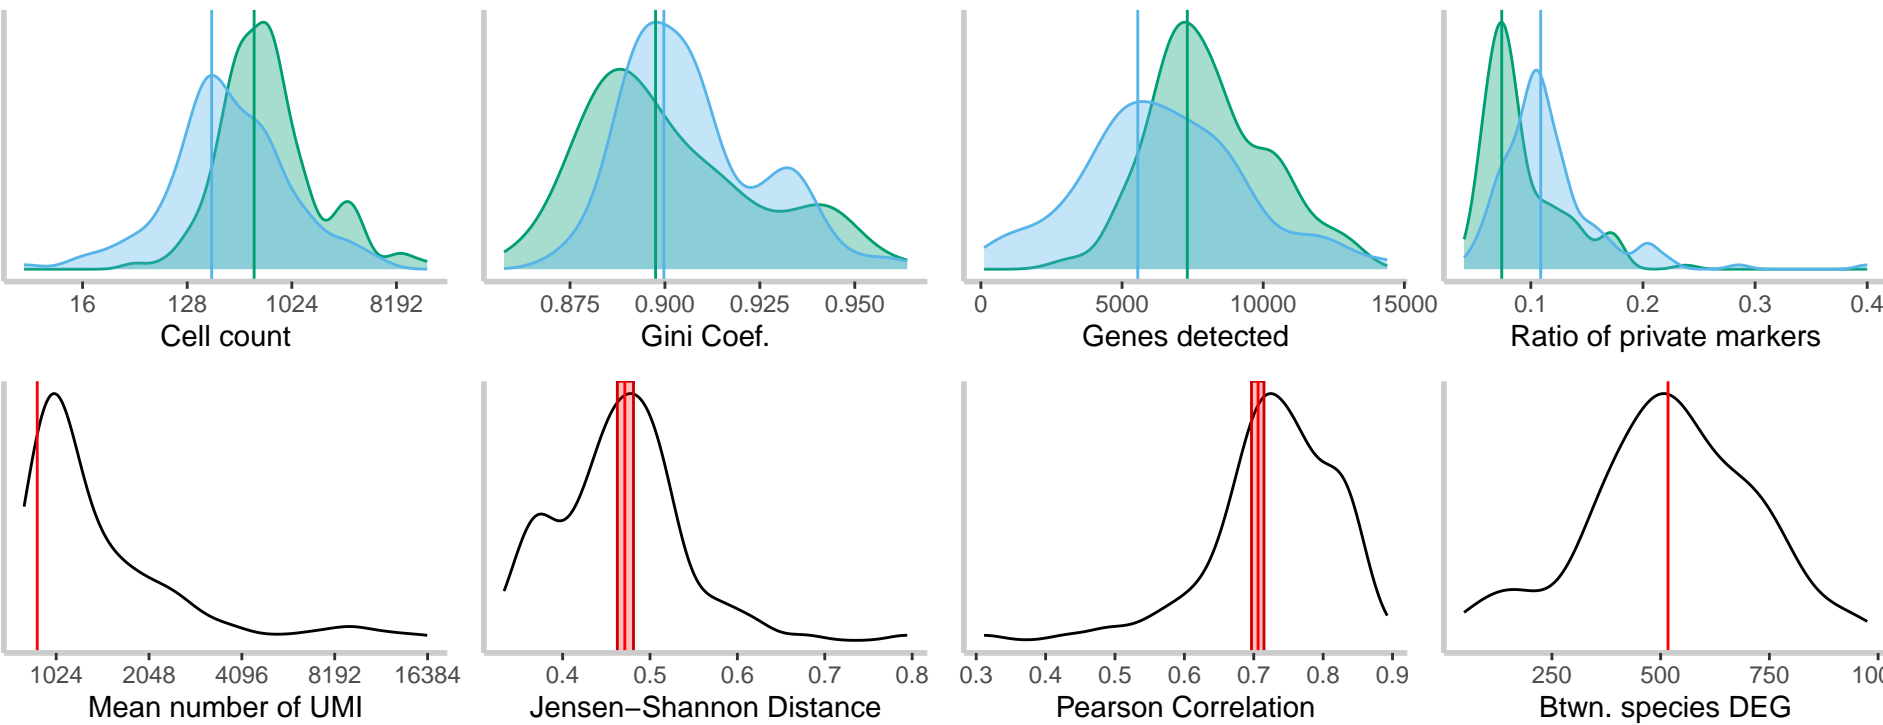 16 128 1024 8192
Cell count
0.875 0.900 0.925 0.950
Gini Coef.
0 5000 10000 15000
Genes detected
0.1 0.2 0.3 0.4
Ratio of private markers
1024 2048 4096 8192 16384
Mean number of UMI
0.4 0.5 0.6 0.7 0.8
Jensen−Shannon Distance
0.3 0.4 0.5 0.6 0.7 0.8 0.9
Pearson Correlation
250 500 750
Btwn. species DEG